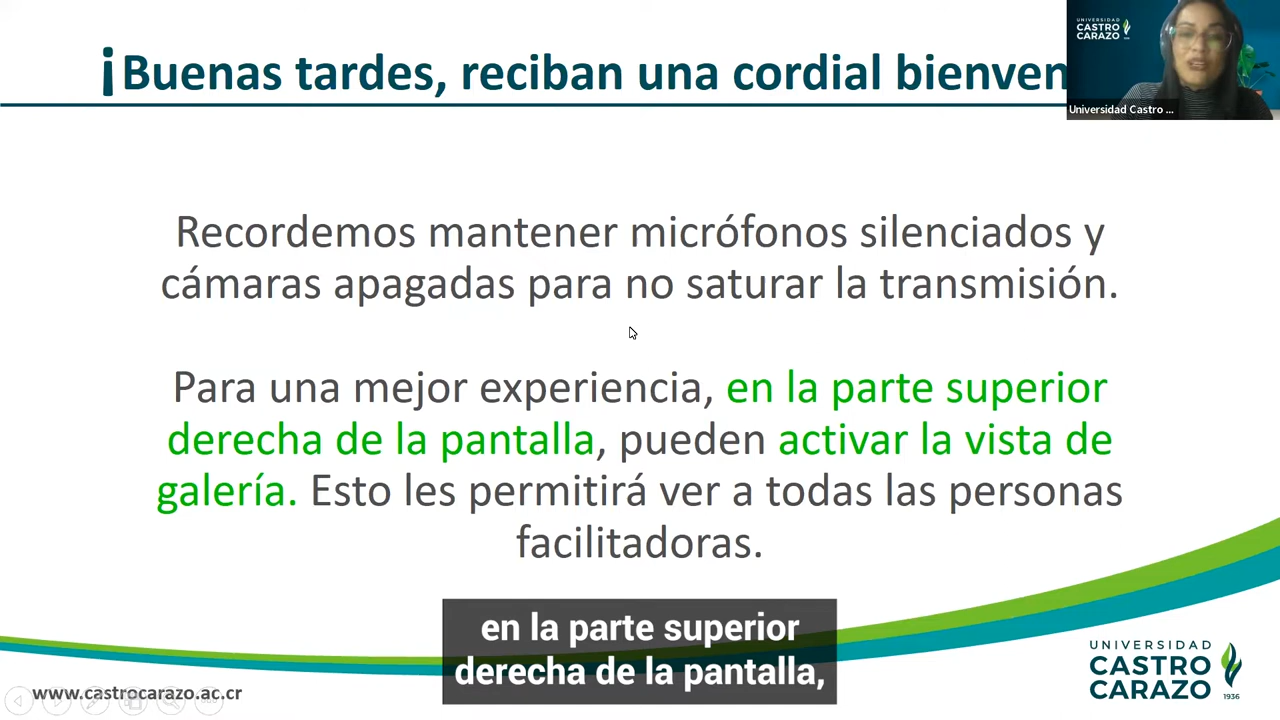 ¡Buenas tardes, reciban una cordial bienven
UNIVERSIDAD
CASTRO
CARAZO
Universidad Castro ...
Recordemos mantener micrófonos silenciados y
cámaras apagadas para no saturar la transmisión.
Para una mejor experiencia, en la parte superior
derecha de la pantalla, pueden activar la vista de
galería. Esto les permitirá ver a todas las personas
facilitadoras.
en la parte superior
derecha de la pantalla,
www.castrocarazo.ac.cr
UNIVERSIDAD
CASTRO
CARAZO
1936